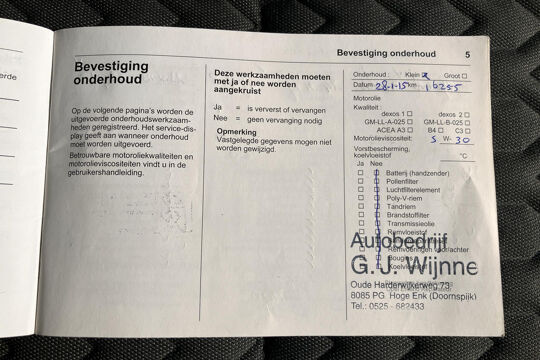 erde
Bevestiging onderhoud 5
Bevestiging
onderhoud
Op de volgende pagina's worden de
uitgevoerde onderhoudswerkzaam-
heden geregistreerd. Het service-dis-
play geeft aan wanneer onderhoud
moet worden uitgevoerd.
Betrouwbare motoroliekwaliteiten en
motorolieviscositeiten vindt u in de
gebruikershandleiding.
Deze werkzaamheden moeten
met ja of nee worden
aangekruist
Ja = is ververst of vervangen
Nee = geen vervanging nodig
Opmerking
Vastgelegde gegevens mogen niet
worden gewijzigd.
Onderhoud: Klein Groot
Datum 28-1-15 km 16255
Motorolie
Kwaliteit:
dexos 1 dexos 2
GM-LL-A-025 GM-LL-B-025
ACEA A3 B4 C3
Motorolieviscositeit: 5 W- 30
Vorstbescherming,
koelvloeistof °C
Ja Nee
Batterij (handzender)
Pollenfilter
Luchtfilterelement
Poly-V-riem
Tandriem
Brandstoffilter
Transmissieolie
Remvloeistof
Bougies
Koelvloeistof
Autobedrijf
G.J. Wijnne
Oude Harderwijkerweg 73
8085 PG Hoge Enk (Doornspijk)
Tel.: 0525 - 682433